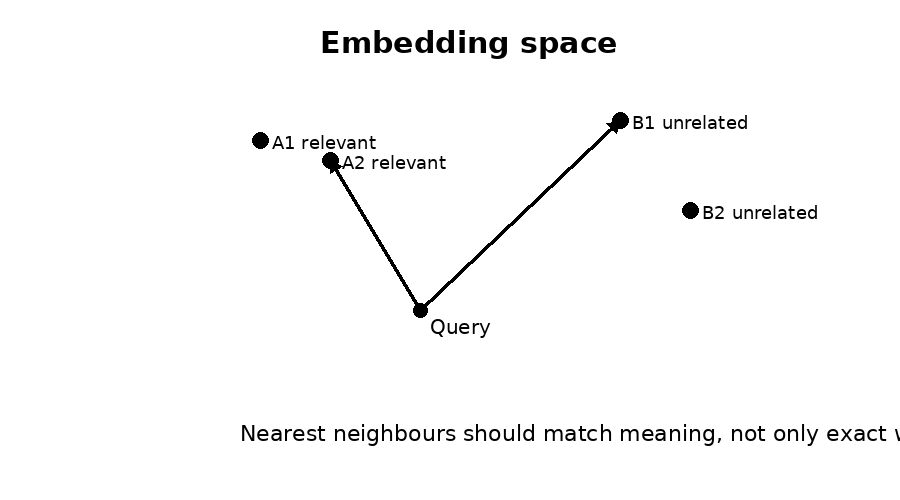 Embedding space
B1 unrelated
A1 relevant
A2 relevant
B2 unrelated
Query
Nearest neighbours should match meaning, not only exact